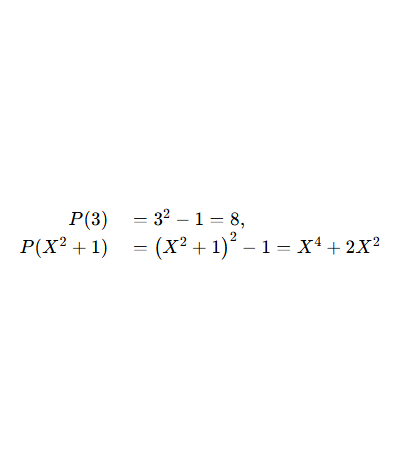 P(3) = 3² − 1 = 8,
P(X² + 1) = (X² + 1)² − 1 = X⁴ + 2X²